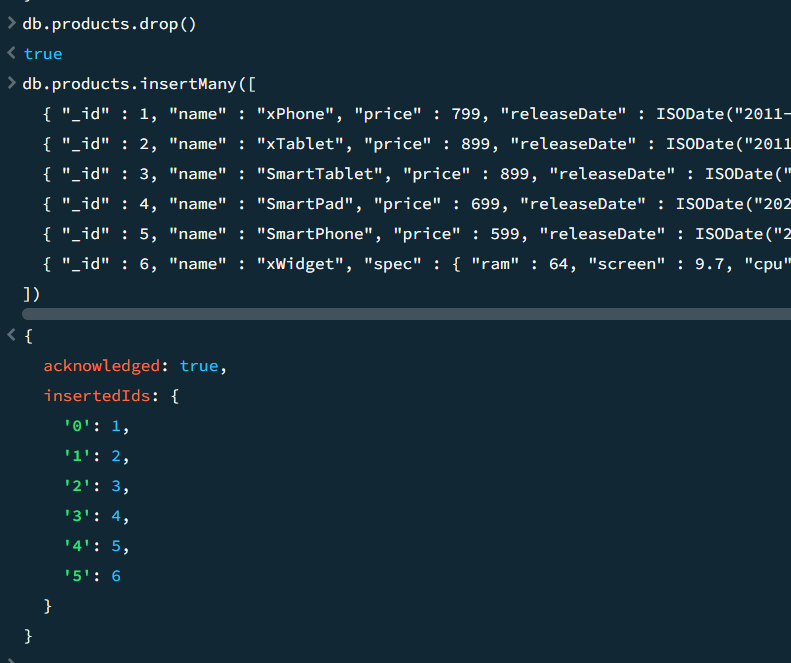 db.products.drop()
true
db.products.insertMany([
{ "_id" : 1, "name" : "xPhone", "price" : 799, "releaseDate" : ISODate("2011-
{ "_id" : 2, "name" : "xTablet", "price" : 899, "releaseDate" : ISODate("2011
{ "_id" : 3, "name" : "SmartTablet", "price" : 899, "releaseDate" : ISODate("
{ "_id" : 4, "name" : "SmartPad", "price" : 699, "releaseDate" : ISODate("202
{ "_id" : 5, "name" : "SmartPhone", "price" : 599, "releaseDate" : ISODate("2
{ "_id" : 6, "name" : "xWidget", "spec" : { "ram" : 64, "screen" : 9.7, "cpu"
])
{
acknowledged: true,
insertedIds: {
'0': 1,
'1': 2,
'2': 3,
'3': 4,
'4': 5,
'5': 6
}
}